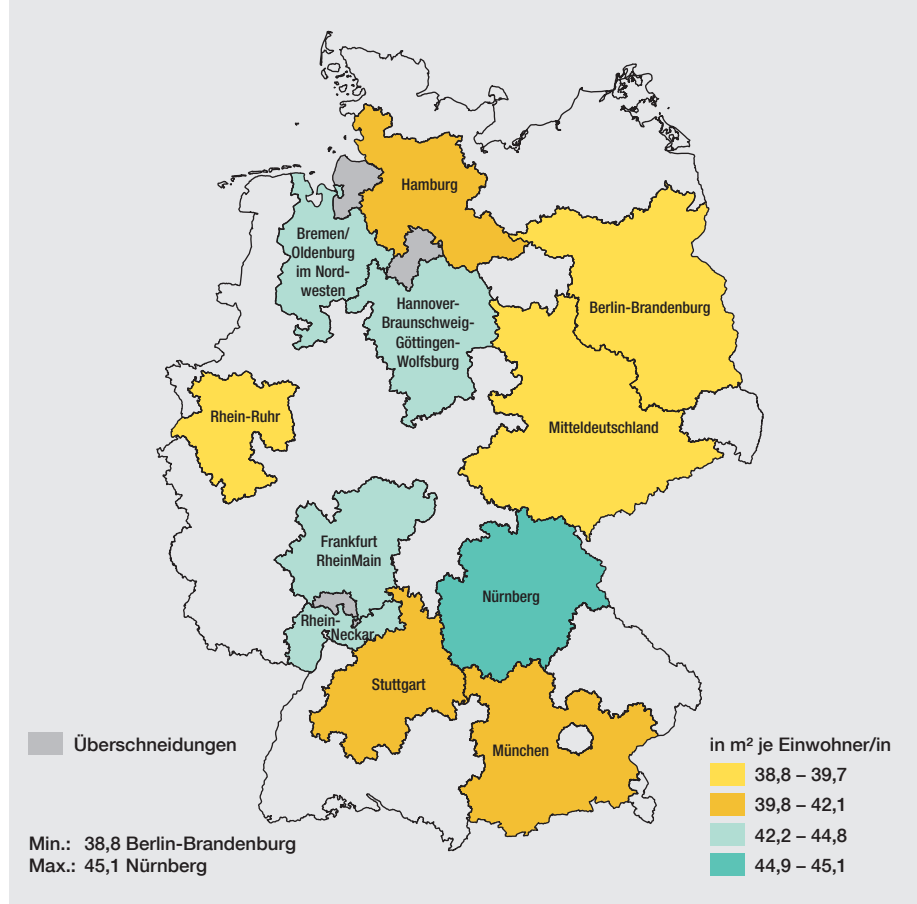 Hamburg
Bremen/
Oldenburg
im Nord-
westen
Hannover-
Braunschweig-
Göttingen-
Wolfsburg
Berlin-Brandenburg
Rhein-Ruhr
Mitteldeutschland
Frankfurt
RheinMain
Nürnberg
Rhein-
Neckar
Stuttgart
München
Überschneidungen
Min.: 38,8 Berlin-Brandenburg
Max.: 45,1 Nürnberg
in m² je Einwohner/in
38,8 – 39,7
39,8 – 42,1
42,2 – 44,8
44,9 – 45,1